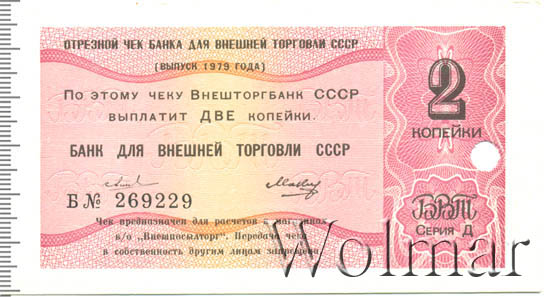 ОТРЕЗНОЙ ЧЕК БАНКА ДЛЯ ВНЕШНЕЙ ТОРГОВЛИ СССР
(ВЫПУСК 1979 ГОДА)
По этому чеку Внешторгбанк СССР
выплатит ДВЕ копейки.
БАНК ДЛЯ ВНЕШНЕЙ ТОРГОВЛИ СССР
Б № 269229
Чек предназначен для расчетов в магазинах
в/о „Внешпосылторг". Передача чека
в собственность другим лицам запрещена.
2
КОПЕЙКИ
БВТ
Серия Д
Wolmar